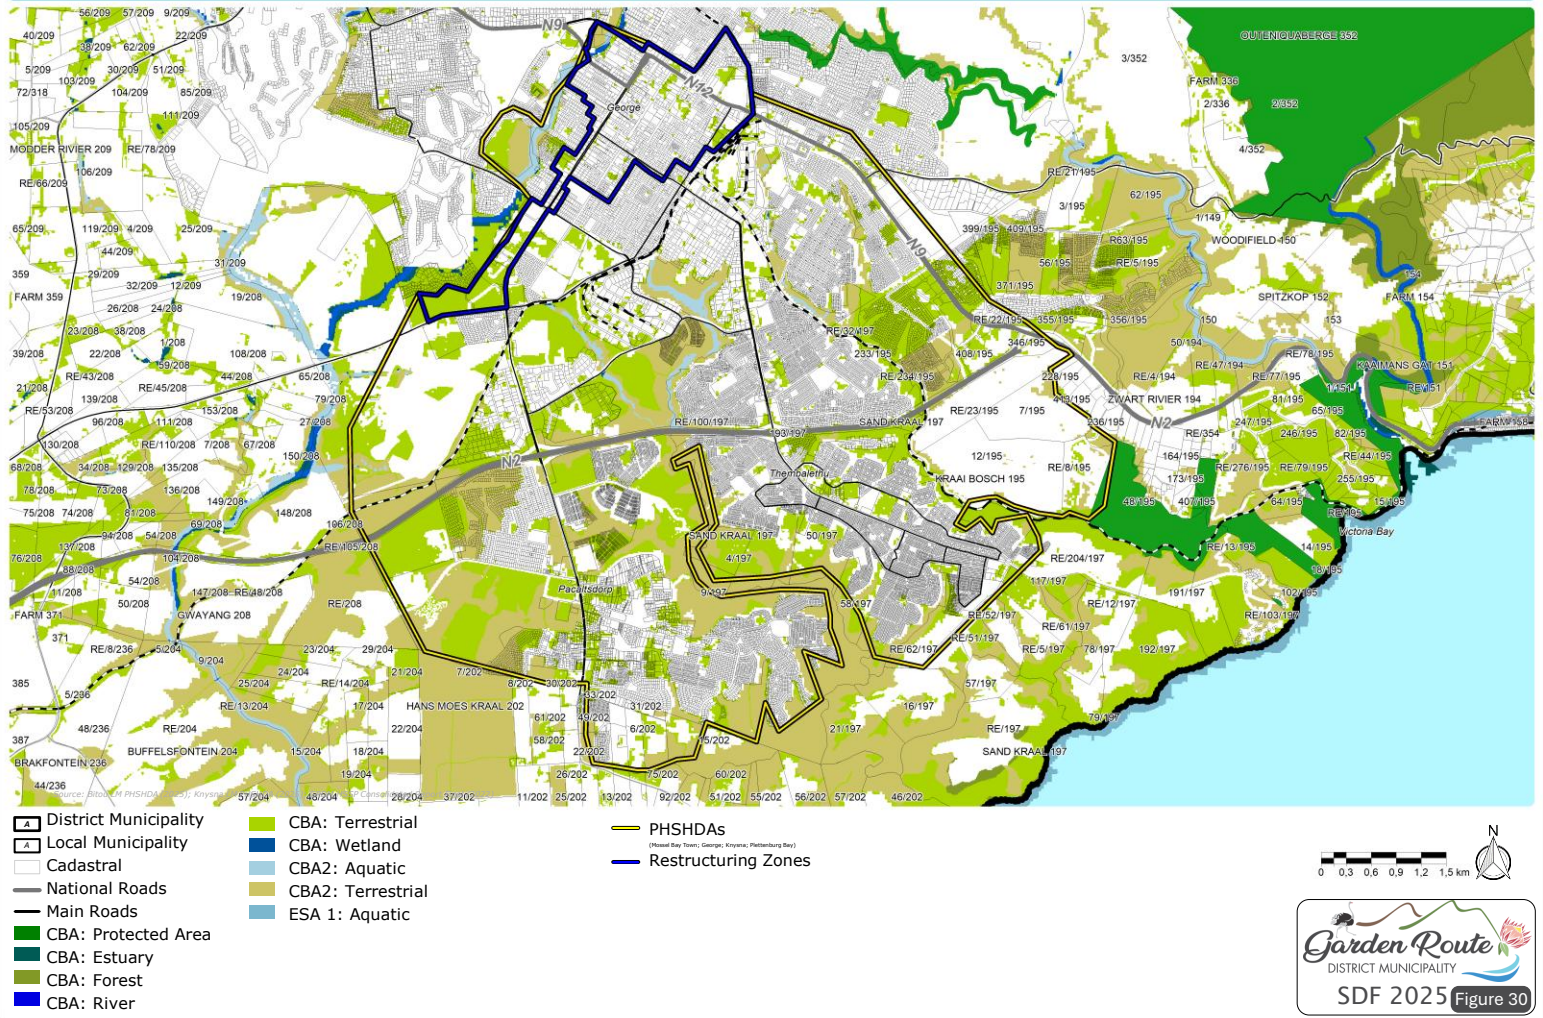 56/209 57/209 9/209
40/209 22/209
38/209 62/209
5/209 30/209 51/209
103/209
72/318 104/209 85/209
111/209
105/209
MODDER RIVER 209 RE/78/209
106/209
RE/66/209
65/209 119/209 4/209 25/209
44/209
31/209
359 29/209
32/209 12/209
FARM 359 19/208
26/208 24/208
23/208 38/208
1/208
39/208 22/208 108/208
59/208
RE/43/208 44/208 65/208
21/208 RE/45/208
139/208 79/208
RE/53/208 153/208
96/208 111/208 27/208
130/208 RE/110/208 7/208 67/208
150/208
68/208 34/208 129/208 135/208
78/208 73/208 136/208
149/208
75/208 74/208 81/208 148/208
69/208 106/208
94/208 54/208
137/208 RE/105/208
76/208 104/208
88/208
54/208
11/208 147/208 RE/48/208
50/208 RE/208
FARM 371 GWAYANG 208
371
RE/8/236 5/204 23/204 29/204
9/204
24/204 21/204
385 25/204 RE/14/204
5/236
RE/13/204 17/204
48/236 RE/204 22/204
387
BUFFELSFONTEIN 204 15/204 18/204
BRAKFONTEIN 236
19/204
44/236
57/204 48/204 28/204 37/202
N9
George
N12
N9
N2
N2
N2
Thembalethu
Pacaltsdorp
Victoria Bay
OUTENIQUABERGE 352
3/352
FARM 336
2/336 2/352
4/352
RE/21/195
62/195
3/195
1/149
399/195 409/195
R63/195 WOODIFIELD 150
56/195 RE/5/195
154
371/195
SPITZKOP 152 FARM 154
RE/22/195 355/195 356/195 150 153
RE/32/197
346/195 50/194
233/195 408/195 RE/78/195
RE/47/194 KAAIMANS GAT 151
RE/234/195 228/195 RE/4/194 RE/77/195
1/151 RE/151
413/195 ZWART RIVIER 194 81/195
RE/23/195 7/195 65/195
RE/100/197 SAND KRAAL 197 236/195 247/195 FARM 158
93/197 RE/354 246/195 82/195
12/195 164/195 RE/44/195
RE/8/195 RE/276/195 RE/79/195
KRAAI BOSCH 195 173/195 255/195
48/195 407/195 64/195 15/195
RE/195
SAND KRAAL 197 50/197
RE/13/195 14/195
4/197 RE/204/197
18/195
117/197
9/197 191/197 102/195
58/197 RE/12/197
RE/52/197 RE/103/197
RE/61/197
RE/51/197
RE/62/197 RE/5/197 78/197 192/197
7/202
8/202 30/202 57/197
33/202
HANS MOES KRAAL 202 31/202 16/197
61/202 49/202 79/197
6/202 21/197 RE/197
58/202 15/202
22/202 SAND KRAAL 197
26/202 75/202 60/202
11/202 25/202 13/202 92/202 51/202 55/202 56/202 57/202 46/202
District Municipality
Local Municipality
Cadastral
National Roads
Main Roads
CBA: Protected Area
CBA: Estuary
CBA: Forest
CBA: River
CBA: Terrestrial
CBA: Wetland
CBA2: Aquatic
CBA2: Terrestrial
ESA 1: Aquatic
PHSHDAs
(Mossel Bay Town; George; Knysna; Plettenburg Bay)
Restructuring Zones
N
0 0,3 0,6 0,9 1,2 1,5 km
Garden Route
DISTRICT MUNICIPALITY
SDF 2025
Figure 30